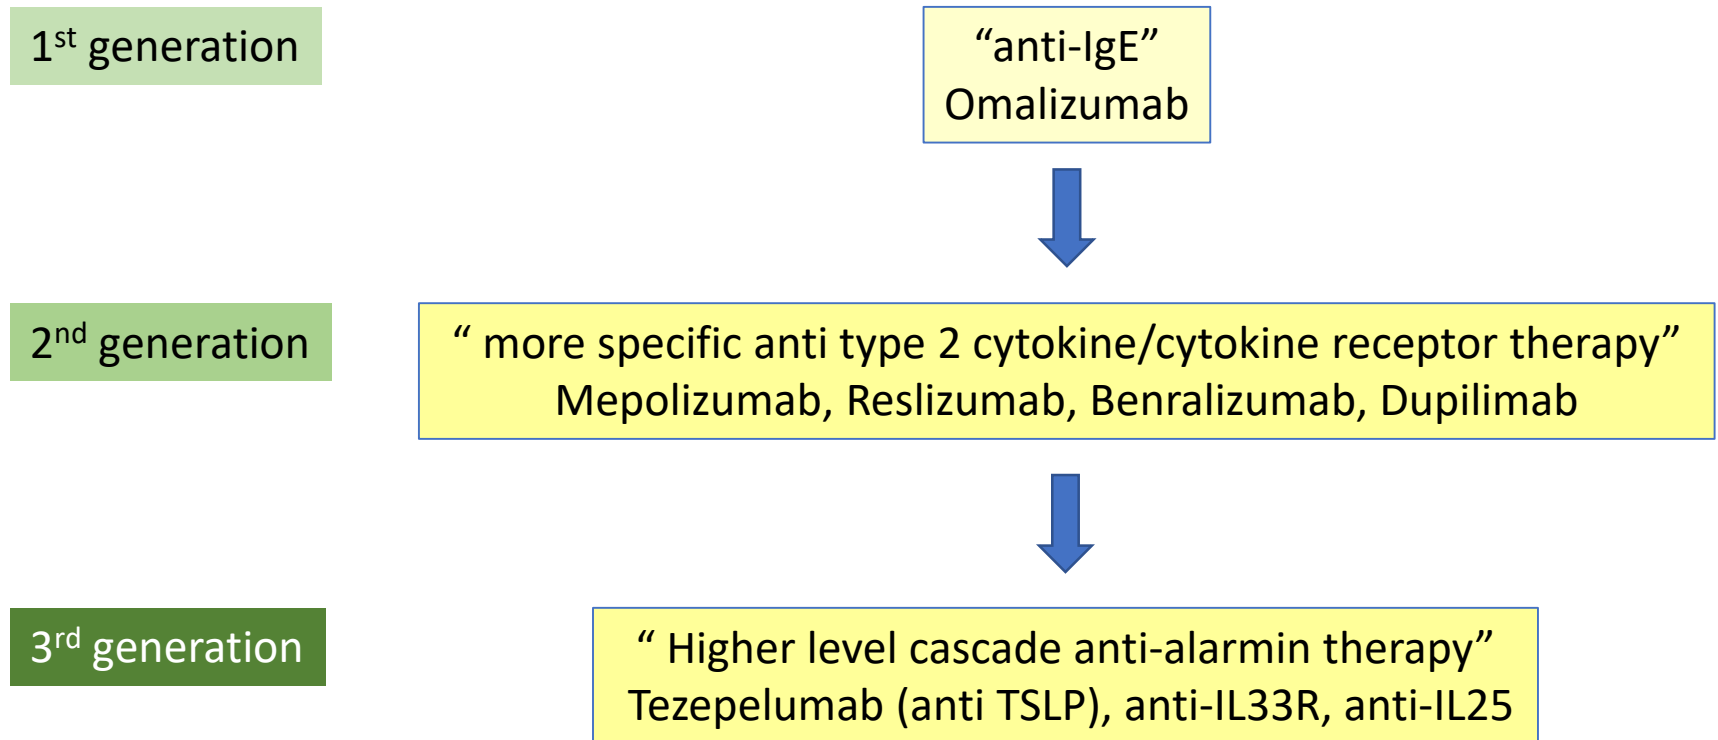 1st generation
“anti-IgE”
Omalizumab
2nd generation
“ more specific anti type 2 cytokine/cytokine receptor therapy”
Mepolizumab, Reslizumab, Benralizumab, Dupilimab
3rd generation
“ Higher level cascade anti-alarmin therapy”
Tezepelumab (anti TSLP), anti-IL33R, anti-IL25